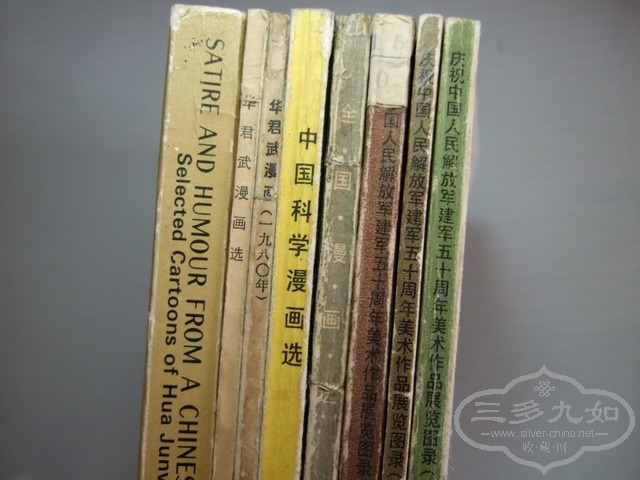 SATIRE AND HUMOUR FROM A CHINES
Selected Cartoons of Hua Junw
华君武漫画选
华君武漫画(一九八〇年)
中国科学漫画选
全·国·漫·画
15
0
国人民解放军建军五十周年美术作品展览图录(
庆祝中国人民解放军建军五十周年美术作品展览图录(
庆祝中国人民解放军建军五十周年美术作品展览图录(
三多九如
www.silver-china.net
收·藏·网